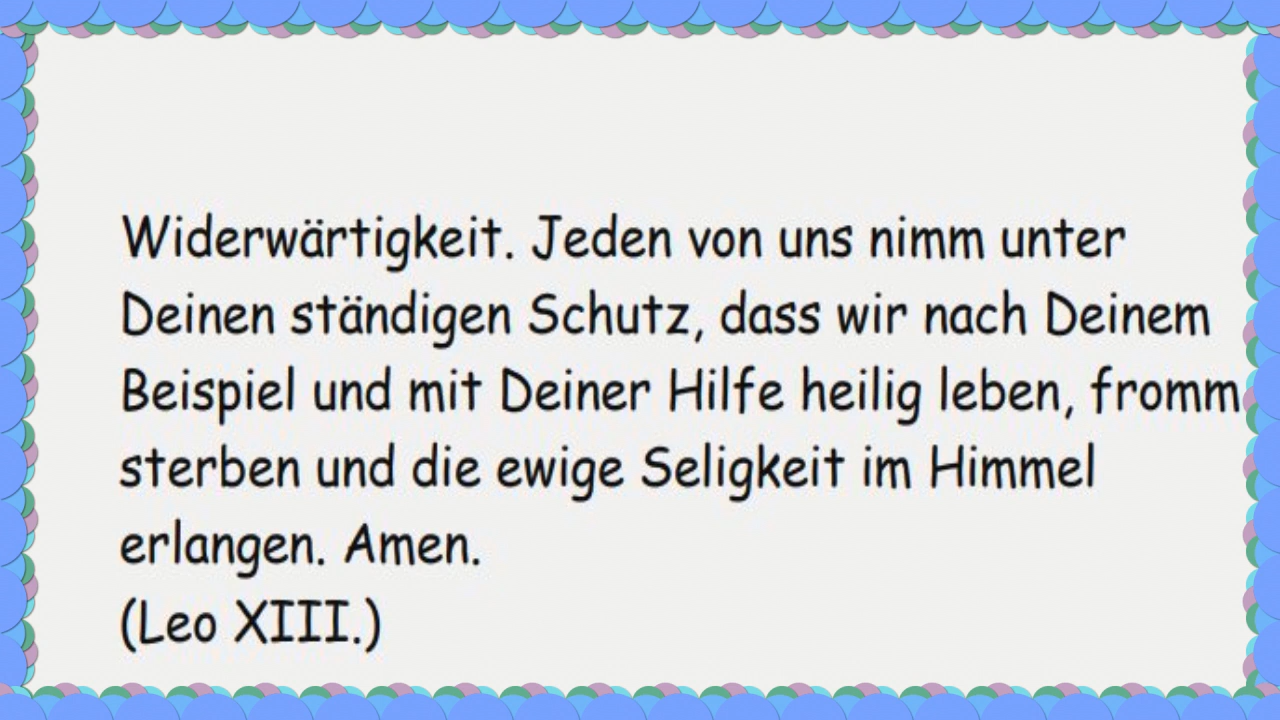 Widerwärtigkeit. Jeden von uns nimm unter
Deinen ständigen Schutz, dass wir nach Deinem
Beispiel und mit Deiner Hilfe heilig leben, fromm
sterben und die ewige Seligkeit im Himmel
erlangen. Amen.
(Leo XIII.)